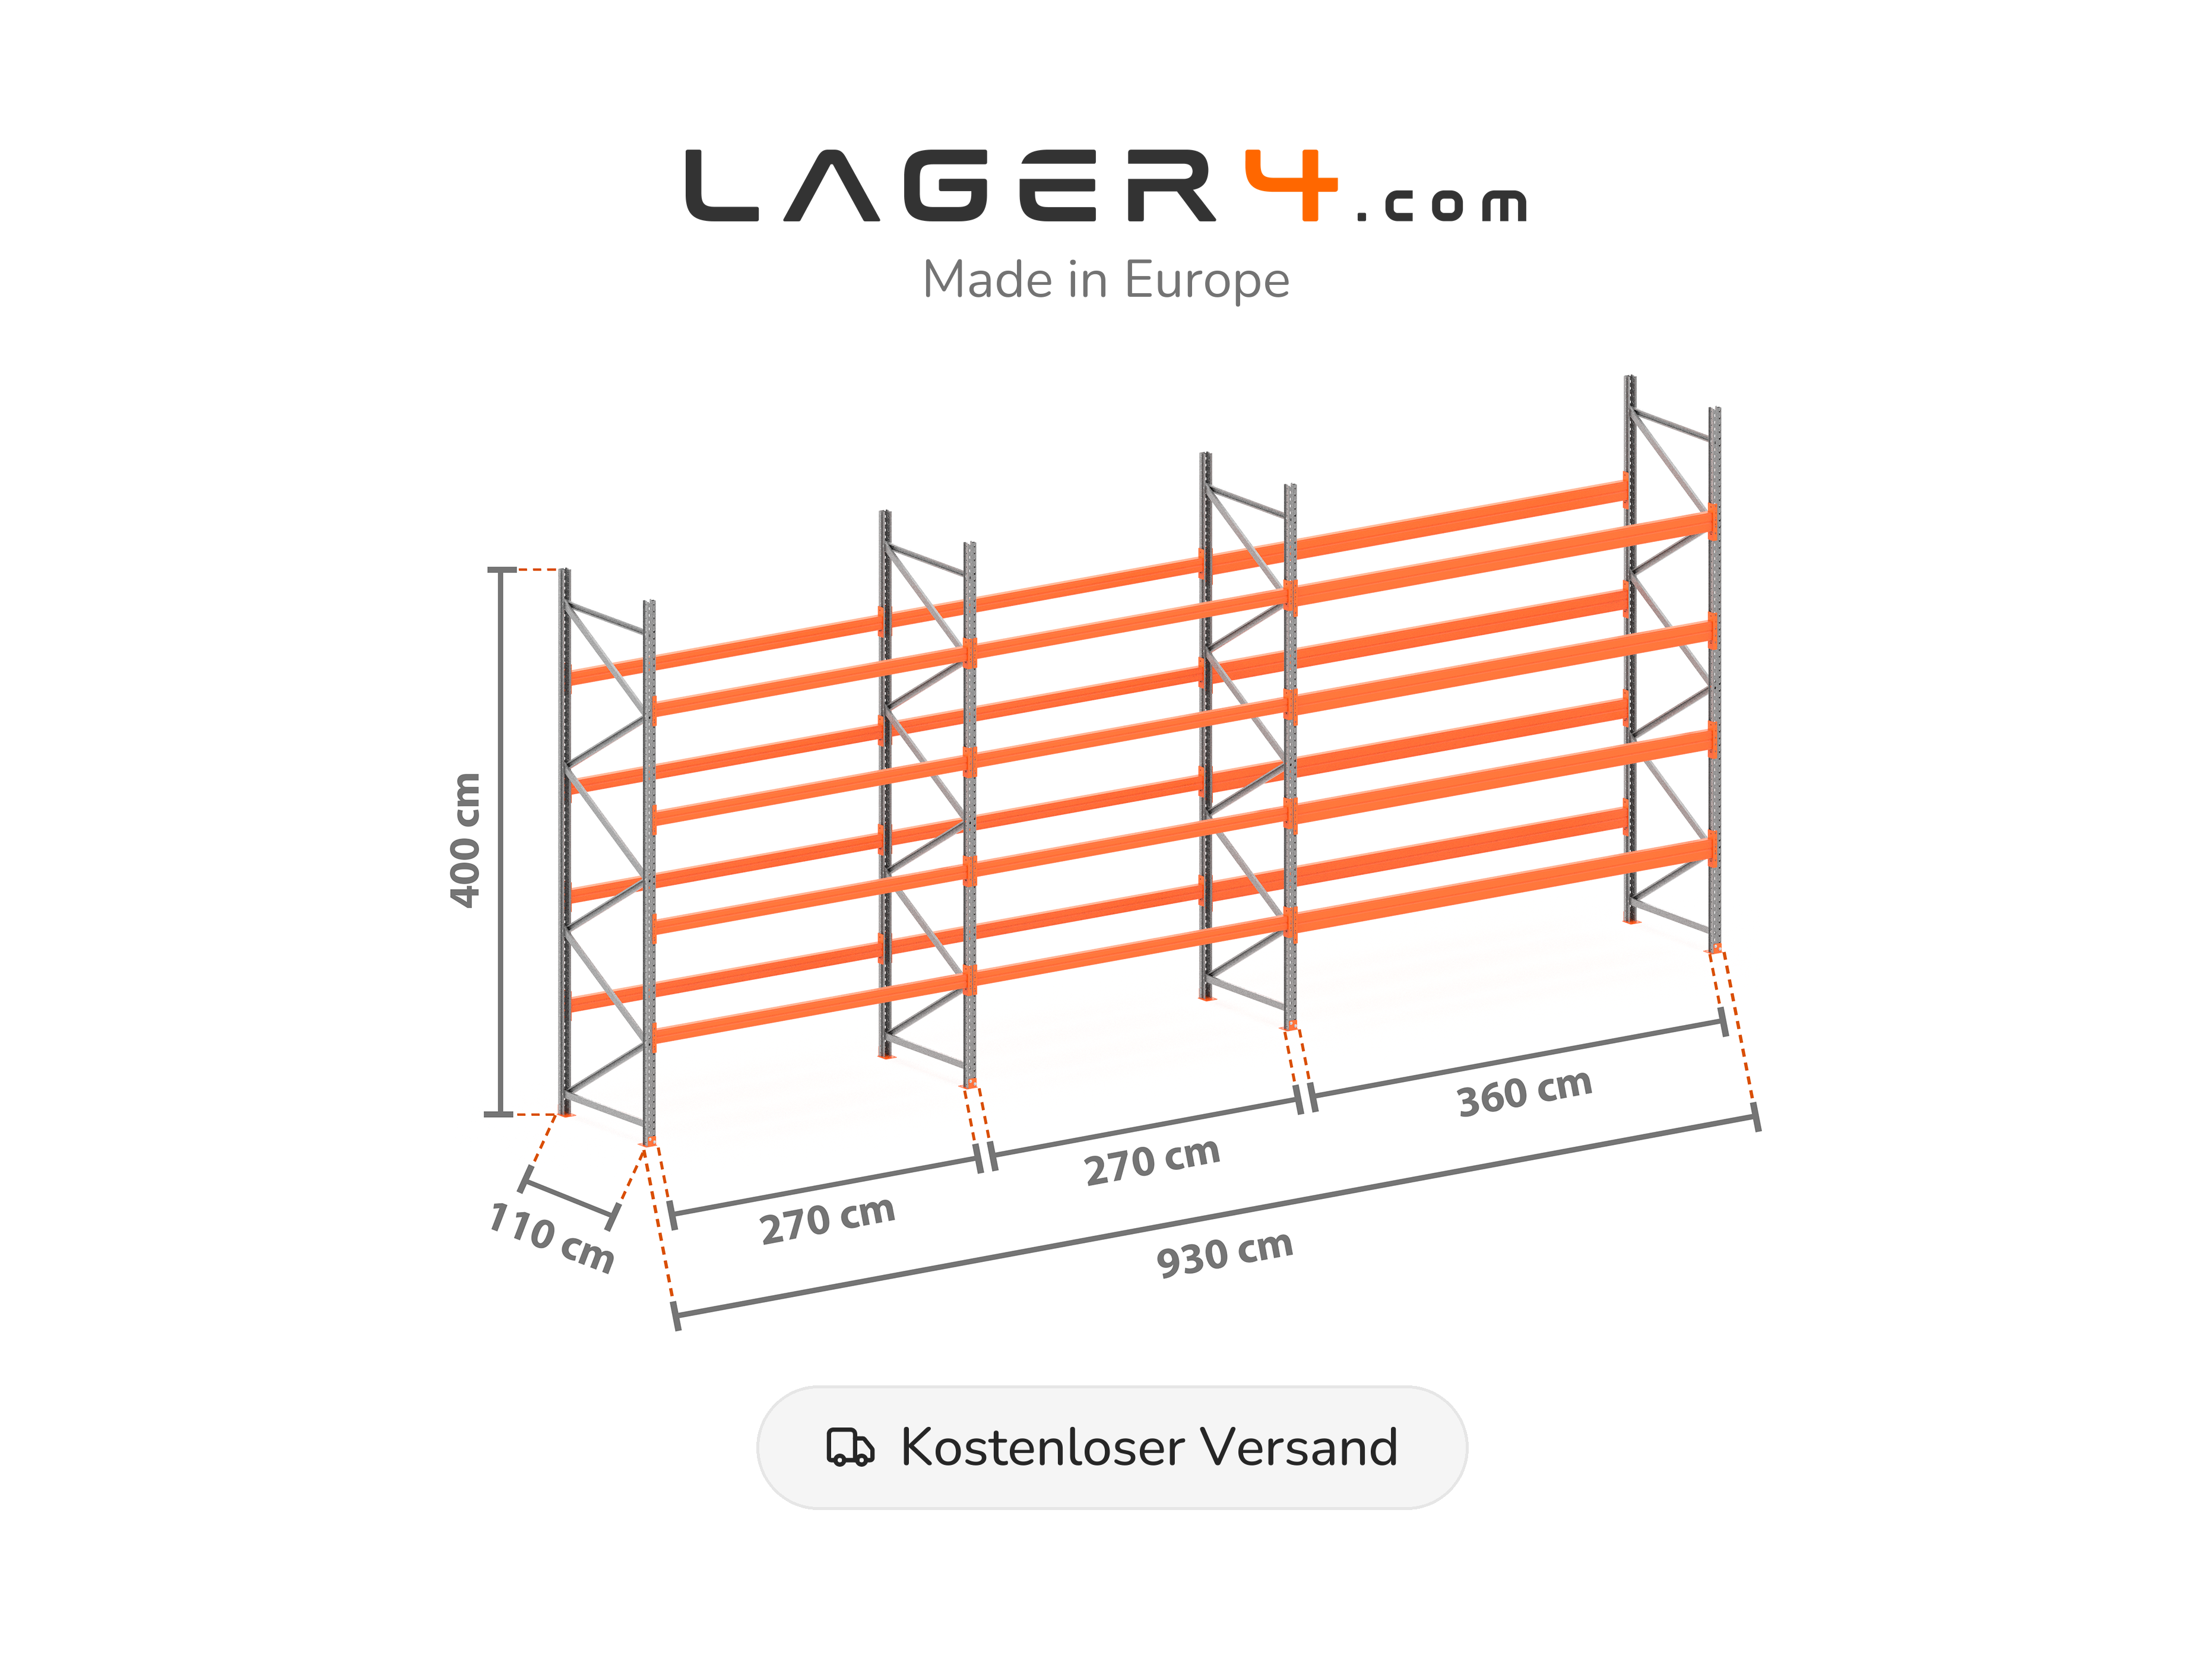 LAGER4.com
Made in Europe
400 cm
110 cm
270 cm
270 cm
360 cm
930 cm
Kostenloser Versand